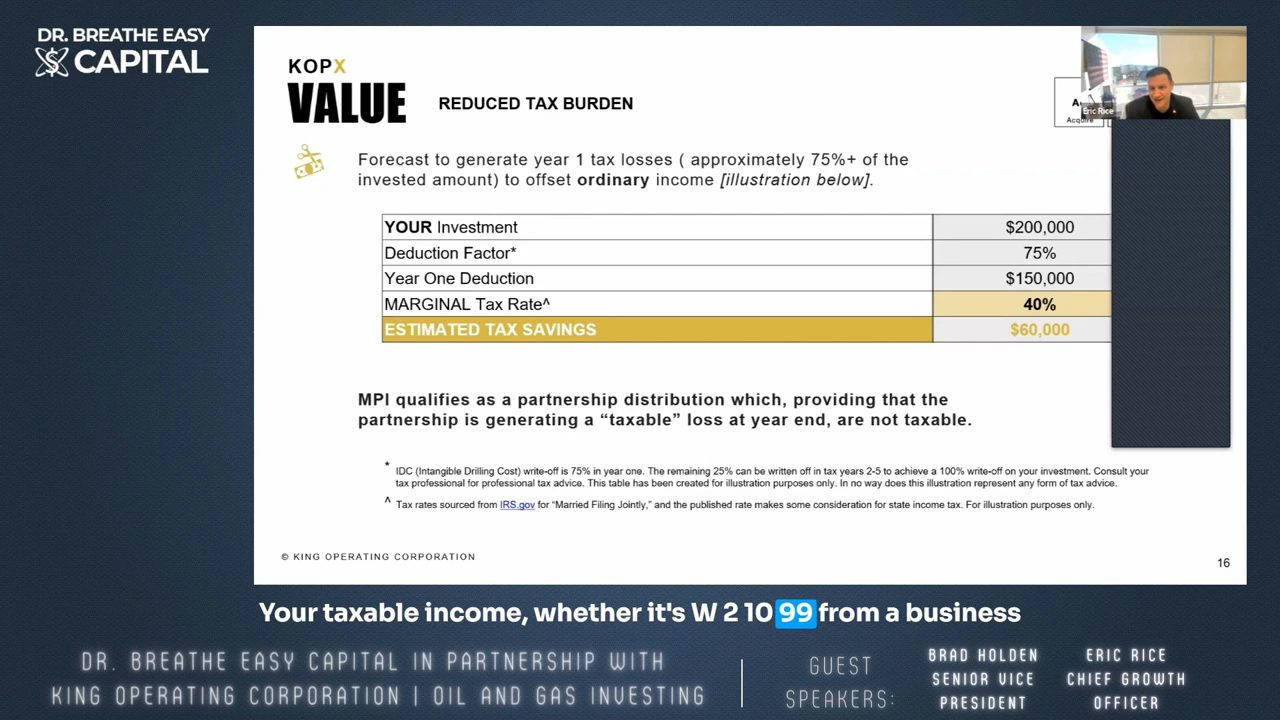 DR. BREATHE EASY
CAPITAL
KOPX
VALUE
REDUCED TAX BURDEN
Eric Rice
Acquire
Forecast to generate year 1 tax losses ( approximately 75%+ of the
invested amount) to offset ordinary income [illustration below].
YOUR Investment $200,000
Deduction Factor* 75%
Year One Deduction $150,000
MARGINAL Tax Rate^ 40%
ESTIMATED TAX SAVINGS $60,000
MPI qualifies as a partnership distribution which, providing that the
partnership is generating a “taxable” loss at year end, are not taxable.
* IDC (Intangible Drilling Cost) write-off is 75% in year one. The remaining 25% can be written off in tax years 2-5 to achieve a 100% write-off on your investment. Consult your
tax professional for professional tax advice. This table has been created for illustration purposes only. In no way does this illustration represent any form of tax advice.
^ Tax rates sourced from IRS.gov for “Married Filing Jointly,” and the published rate makes some consideration for state income tax. For illustration purposes only.
© KING OPERATING CORPORATION
16
Your taxable income, whether it's W 2 10 99 from a business
DR. BREATHE EASY CAPITAL IN PARTNERSHIP WITH
KING OPERATING CORPORATION | OIL AND GAS INVESTING
GUEST
SPEAKERS:
BRAD HOLDEN
SENIOR VICE
PRESIDENT
ERIC RICE
CHIEF GROWTH
OFFICER